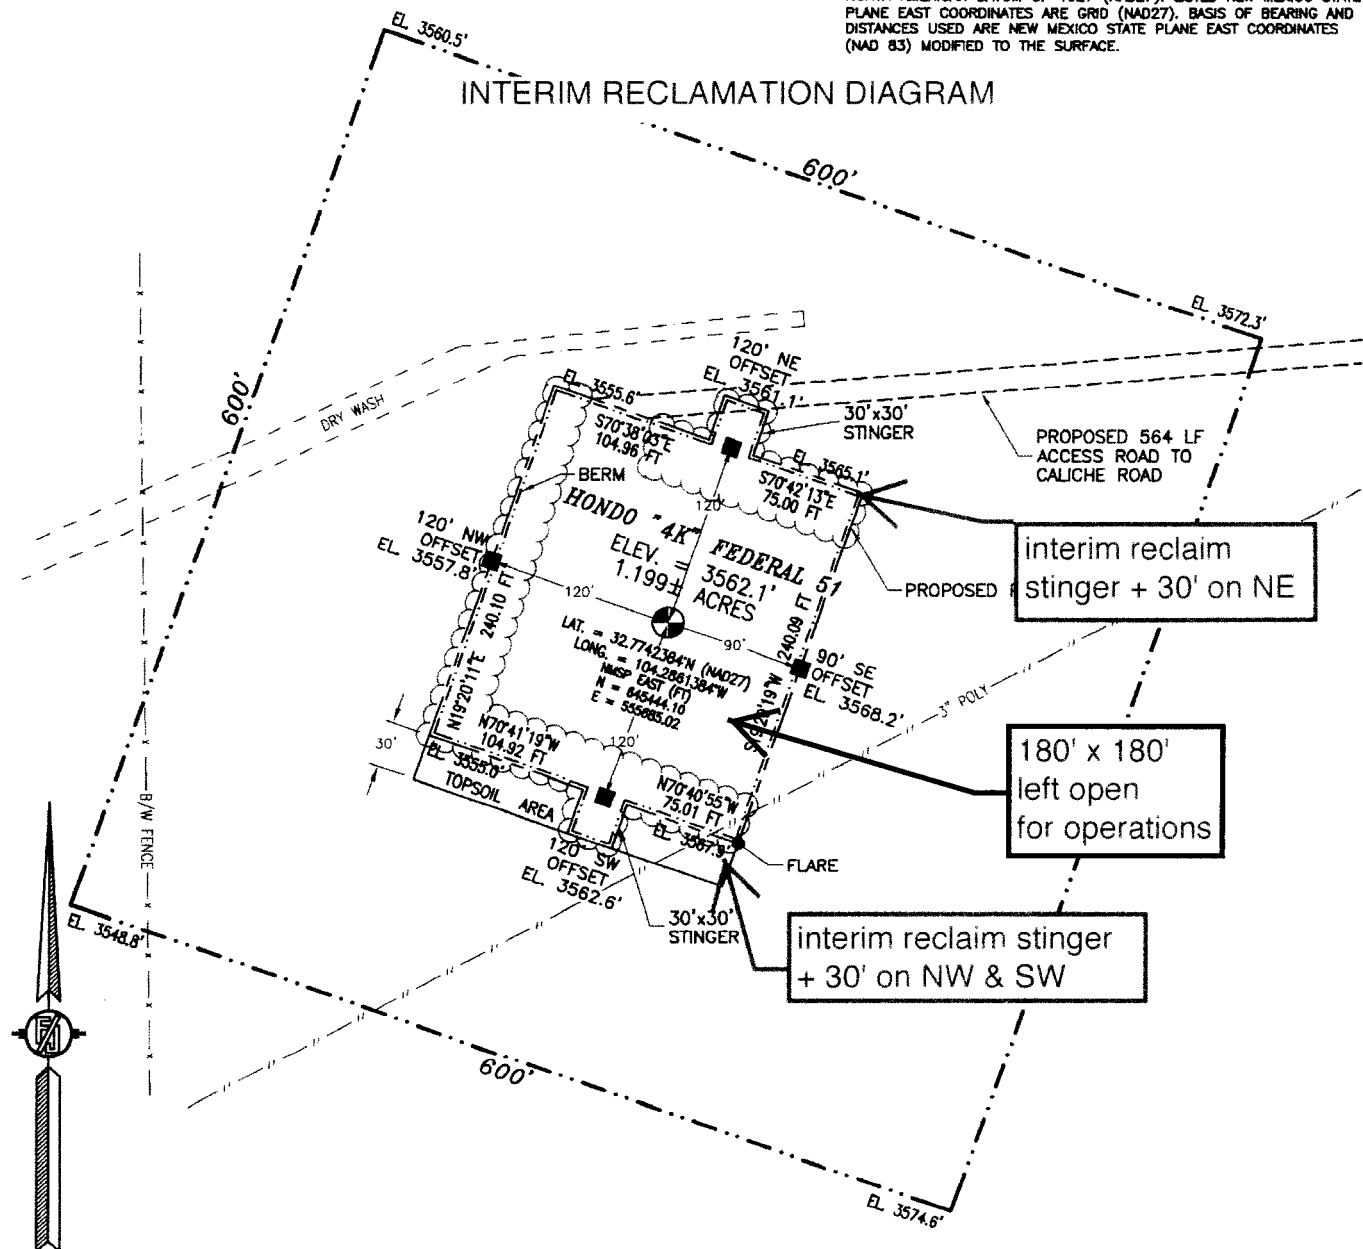 PLANE EAST COORDINATES ARE GRID (NAD27). BASIS OF BEARING AND
DISTANCES USED ARE NEW MEXICO STATE PLANE EAST COORDINATES
(NAD 83) MODIFIED TO THE SURFACE.
EL. 3560.5'
INTERIM RECLAMATION DIAGRAM
600'
EL. 3572.3'
600'
DRY WASH
120' NE
OFFSET
EL. 3561.1'
EL. 3555.6'
S70°38'03"E
104.96 FT
30'x30'
STINGER
EL. 3565.1'
S70°42'13"E
75.00 FT
PROPOSED 564 LF
ACCESS ROAD TO
CALICHE ROAD
BERM
120'
HONDO "4K" FEDERAL 51
ELEV. = 3562.1'
1.199± ACRES
120' NW
OFFSET
EL. 3557.8'
interim reclaim
stinger + 30' on NE
PROPOSED
120'
90'
N19°20'11"E 240.10 FT
240.09 FT
LAT. = 32.7742384°N (NAD27)
LONG. = 104.2861384°W
NMSP EAST (FT)
N = 645444.10
E = 555685.02
90' SE
OFFSET
EL. 3568.2'
3" POLY
30'
N70°41'19"W
104.92 FT
120'
180' x 180'
left open
for operations
EL. 3555.0'
TOPSOIL AREA
N70°40'55"W
75.01 FT
EL. 3567.9'
B/W FENCE
FLARE
120' SW
OFFSET
EL. 3562.6'
30'x30'
STINGER
interim reclaim stinger
+ 30' on NW & SW
EL. 3548.8'
600'
EL. 3574.6'